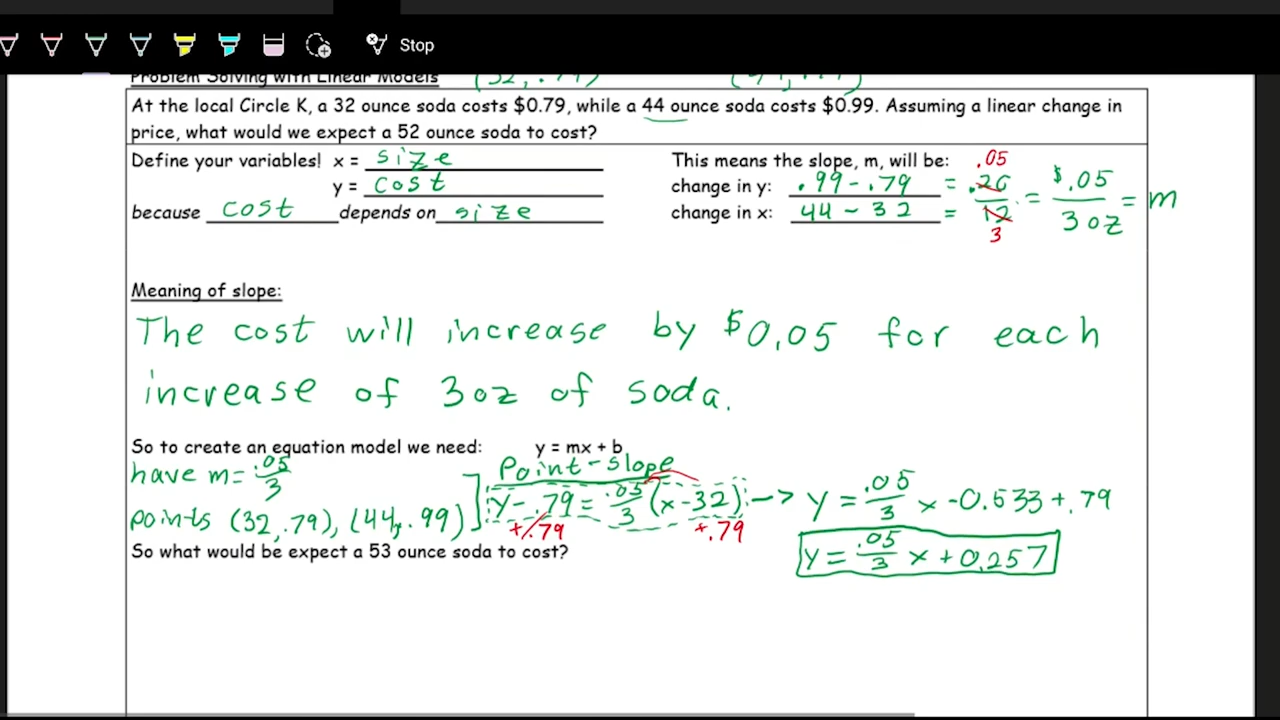 Stop
Problem Solving with Linear Models (32, .79)
At the local Circle K, a 32 ounce soda costs $0.79, while a 44 ounce soda costs $0.99. Assuming a linear change in
price, what would we expect a 52 ounce soda to cost?
Define your variables! x = size
y = cost
because cost depends on size
This means the slope, m, will be:
change in y: .99 - .79 = .20 .05
change in x: 44 - 32 = 12 3
= $.05 / 3 oz = m
Meaning of slope:
The cost will increase by $0.05 for each
increase of 3oz of soda.
So to create an equation model we need: y = mx + b
have m = .05/3
points (32, .79), (44, .99)
Point-slope
y - .79 = .05/3 (x - 32)
+.79 +.79
y = .05/3 x - 0.533 + .79
y = .05/3 x + 0.257
So what would be expect a 53 ounce soda to cost?